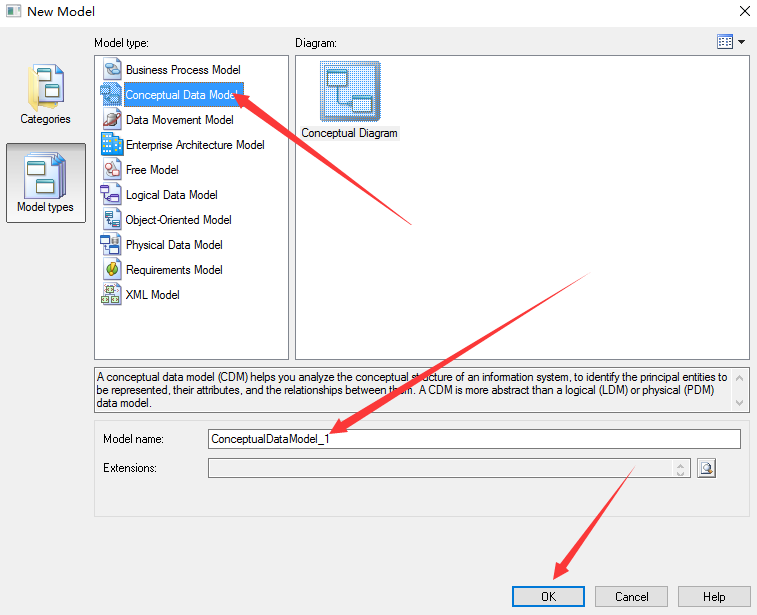 New Model
Model type:
Diagram:
Categories
Model types
Business Process Model
Conceptual Data Model
Data Movement Model
Enterprise Architecture Model
Free Model
Logical Data Model
Object-Oriented Model
Physical Data Model
Requirements Model
XML Model
Conceptual Diagram
A conceptual data model (CDM) helps you analyze the conceptual structure of an information system, to identify the principal entities to
be represented, their attributes, and the relationships between them. A CDM is more abstract than a logical (LDM) or physical (PDM)
data model.
Model name:
ConceptualDataModel_1
Extensions:
OK
Cancel
Help